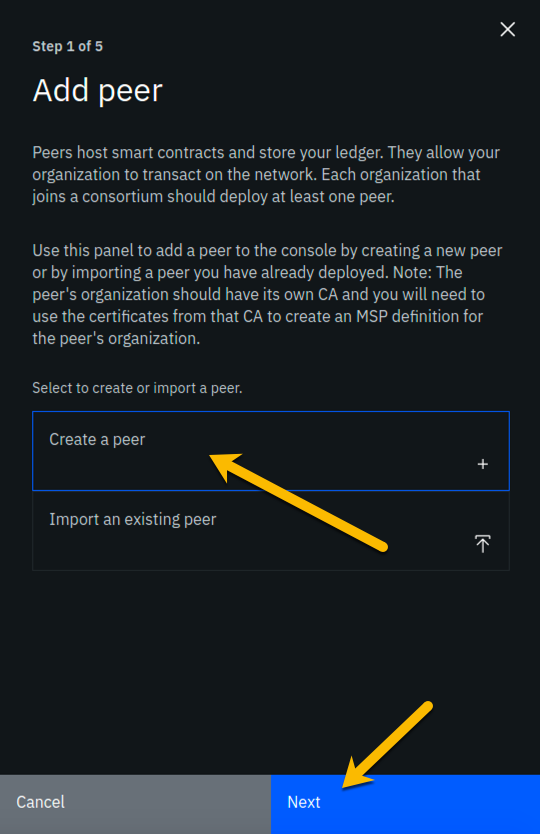 Step 1 of 5
Add peer
Peers host smart contracts and store your ledger. They allow your
organization to transact on the network. Each organization that
joins a consortium should deploy at least one peer.
Use this panel to add a peer to the console by creating a new peer
or by importing a peer you have already deployed. Note: The
peer's organization should have its own CA and you will need to
use the certificates from that CA to create an MSP definition for
the peer's organization.
Select to create or import a peer.
Create a peer
Import an existing peer
Cancel
Next